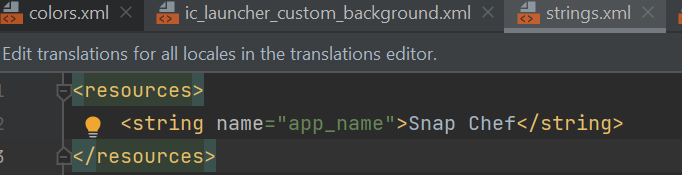 colors.xml ic_launcher_custom_background.xml strings.xml
Edit translations for all locales in the translations editor.
1 <resources>
2 <string name="app_name">Snap Chef</string>
3 </resources>